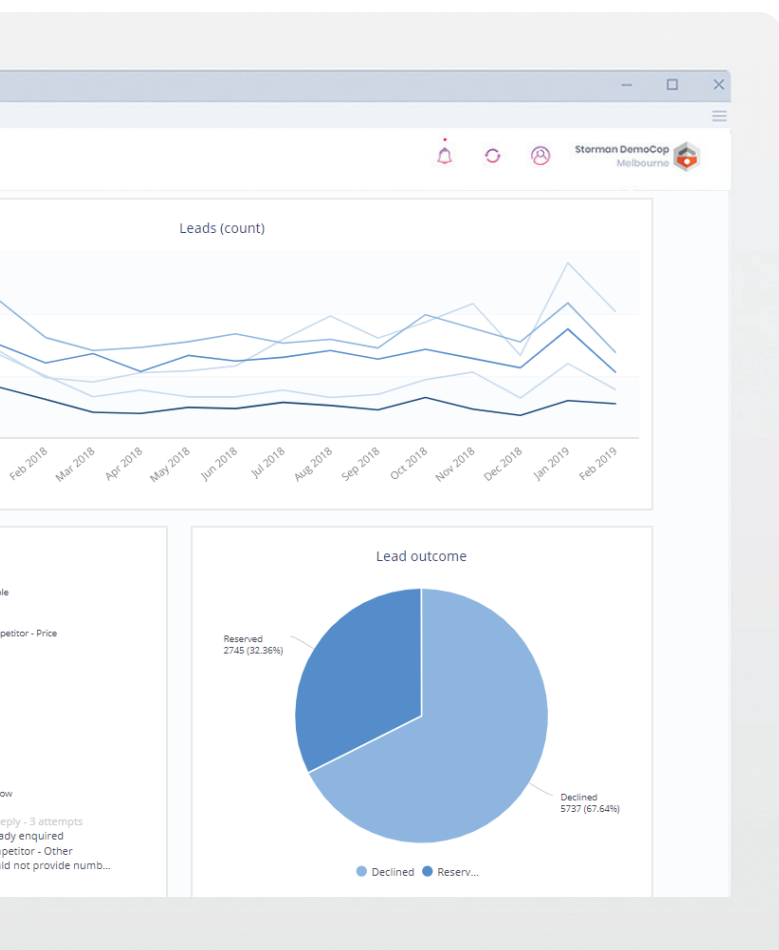 Storman DemoCop
Melbourne
Leads (count)
Feb 2018
Mar 2018
Apr 2018
May 2018
Jun 2018
Jul 2018
Aug 2018
Sep 2018
Oct 2018
Nov 2018
Dec 2018
Jan 2019
Feb 2019
le
petitor - Price
ow
eply - 3 attempts
ady enquired
petitor - Other
ld not provide numb...
Lead outcome
Reserved
2745 (32.36%)
Declined
5737 (67.64%)
Declined Reserv...